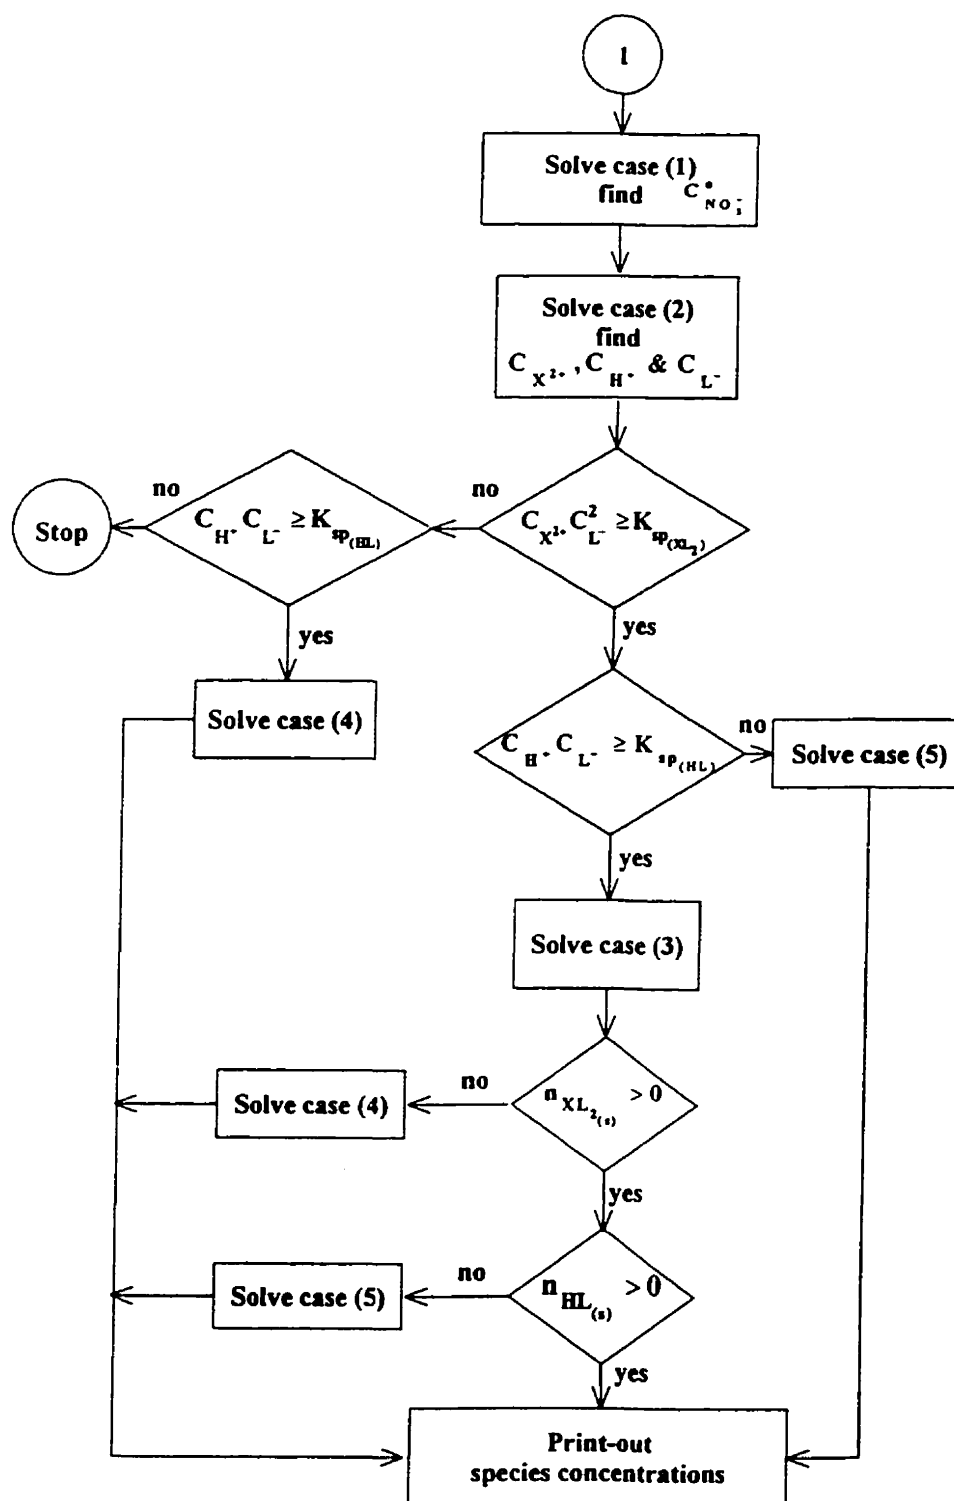 1
Solve case (1)
find C*NO3-
Solve case (2)
find
CX2+, CH+ & CL-
no
no
Stop
CH+ CL- ≥ Ksp(HL)
CX2+ C2L- ≥ Ksp(XL2)
yes
yes
Solve case (4)
CH+ CL- ≥ Ksp(HL)
no
Solve case (5)
yes
Solve case (3)
Solve case (4)
no
nXL2(s) > 0
yes
Solve case (5)
no
nHL(s) > 0
yes
Print-out
species concentrations